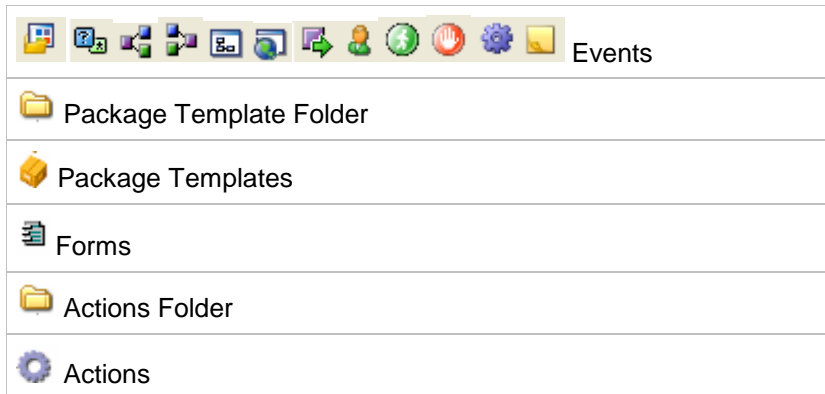 Events
Package Template Folder
Package Templates
Forms
Actions Folder
Actions